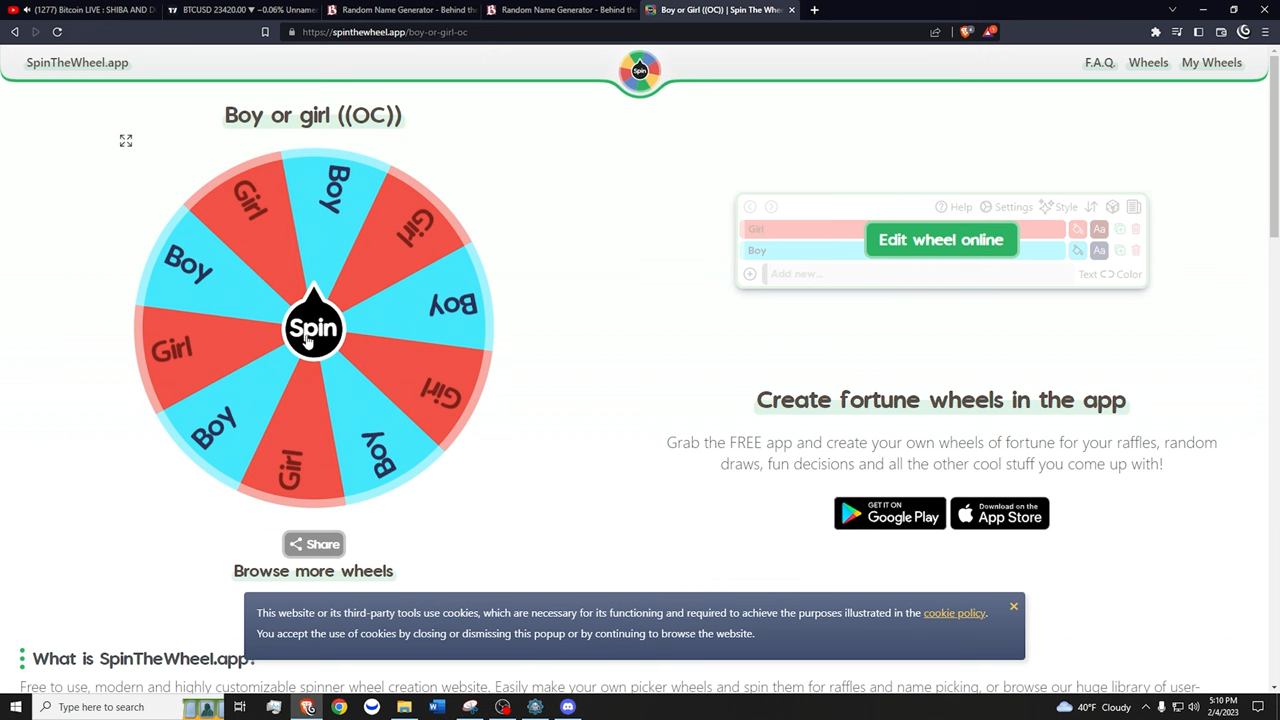 (1277) Bitcoin LIVE : SHIBA AND D
BTCUSD 23420.00 ▼ −0.06% Unname
Random Name Generator - Behind the
Random Name Generator - Behind the
Boy or Girl ((OC)) | Spin The Whe
https://spinthewheel.app/boy-or-girl-oc
SpinTheWheel.app
Spin
F.A.Q.
Wheels
My Wheels
Boy or girl ((OC))
Boy
Girl
Boy
Girl
Boy
Girl
Boy
Girl
Boy
Girl
Spin
Help
Settings
Style
Girl
Aa
Boy
Aa
Edit wheel online
Add new...
Text
Color
Create fortune wheels in the app
Grab the FREE app and create your own wheels of fortune for your raffles, random
draws, fun decisions and all the other cool stuff you come up with!
GET IT ON
Google Play
Download on the
App Store
Share
Browse more wheels
This website or its third-party tools use cookies, which are necessary for its functioning and required to achieve the purposes illustrated in the cookie policy.
You accept the use of cookies by closing or dismissing this popup or by continuing to browse the website.
What is SpinTheWheel.app?
Free to use, modern and highly customizable spinner wheel creation website. Easily make your own picker wheels and spin them for raffles and name picking, or browse our huge library of user-
Type here to search
40°F Cloudy
5:10 PM
2/4/2023